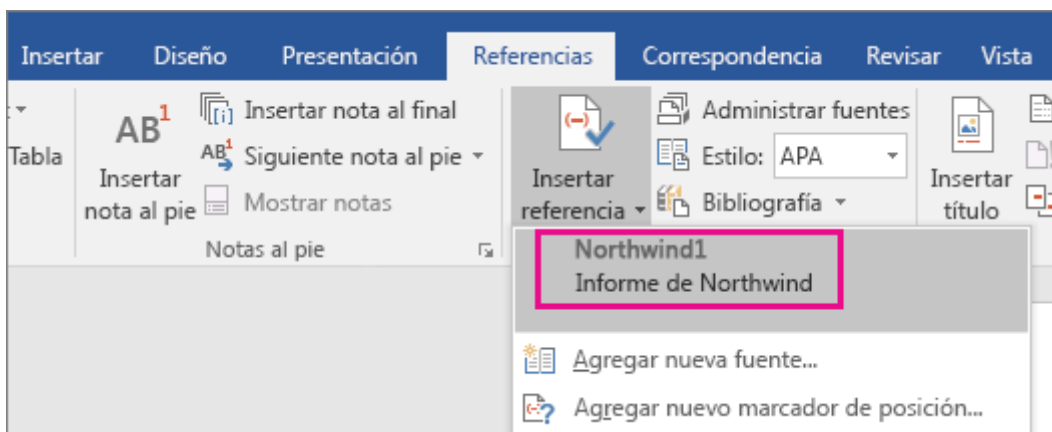 Insertar Diseño Presentación Referencias Correspondencia Revisar Vista
Tabla
AB1
Insertar
nota al pie
[i] Insertar nota al final
AB1 Siguiente nota al pie
Mostrar notas
Notas al pie
(-)
Insertar
referencia
Administrar fuentes
Estilo: APA
Bibliografía
Insertar
título
Northwind1
Informe de Northwind
Agregar nueva fuente...
Agregar nuevo marcador de posición...